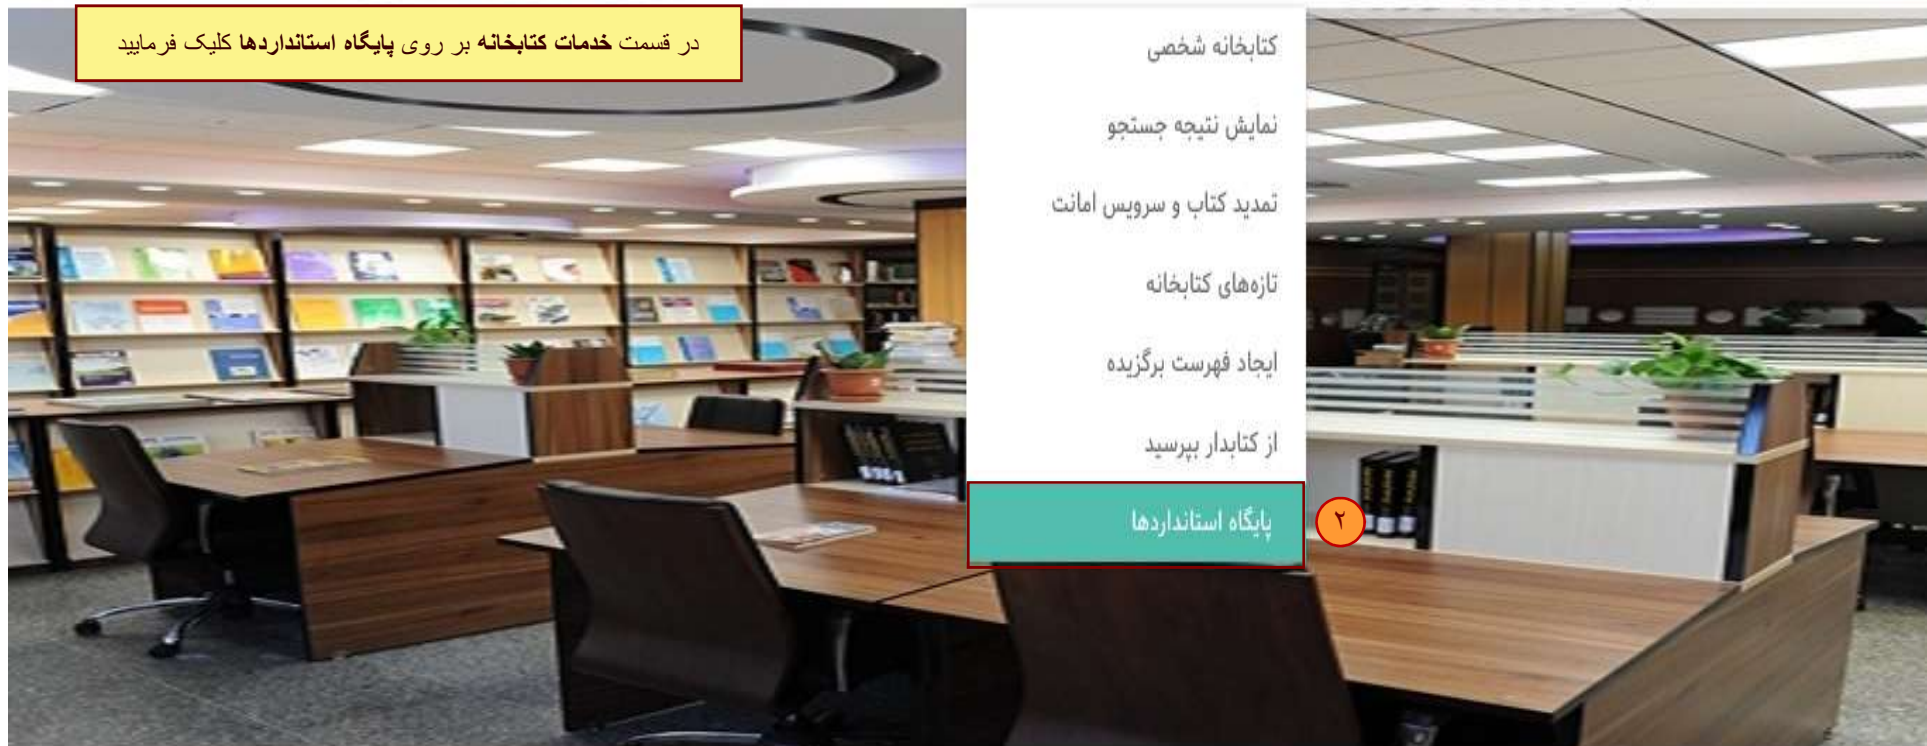 در قسمت خدمات کتابخانه بر روی پایگاه استانداردها کلیک فرمایید
کتابخانه شخصی
نمایش نتیجه جستجو
تمدید کتاب و سرویس امانت
تازه‌های کتابخانه
ایجاد فهرست برگزیده
از کتابدار بپرسید
پایگاه استانداردها
۲